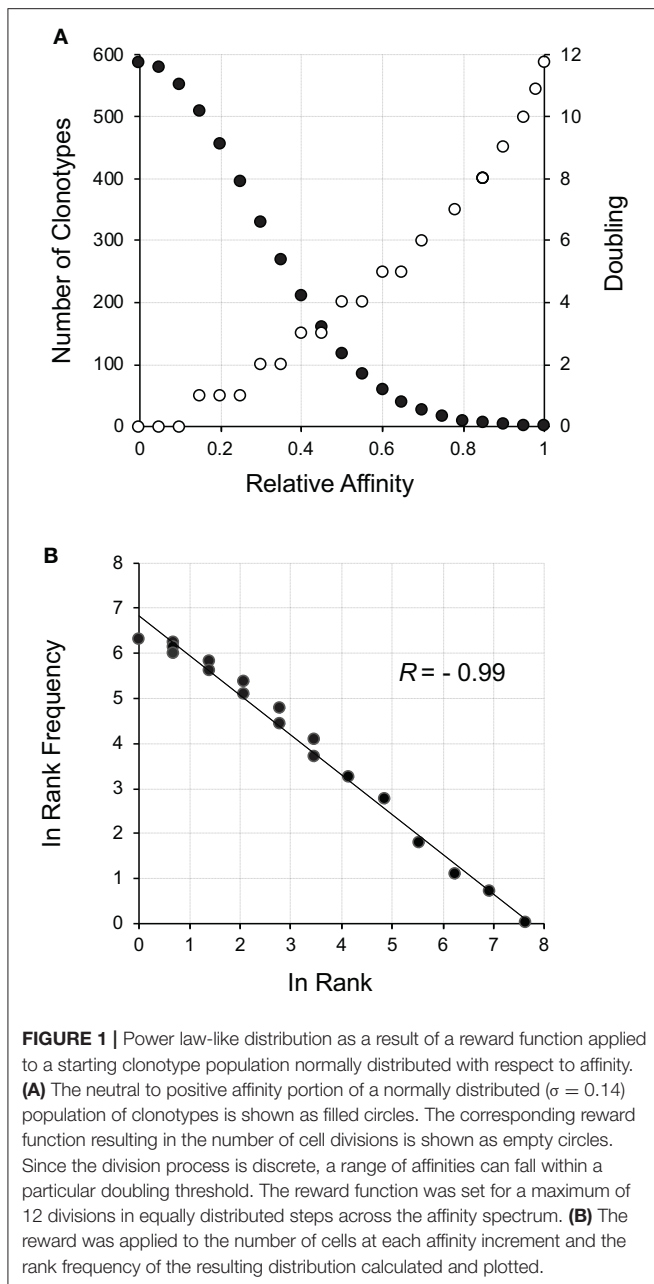 A
600
500
400
300
200
100
0
12
10
8
6
4
2
0
0
0.2
0.4
0.6
0.8
1
Number of Clonotypes
Doubling
Relative Affinity
B
8
7
6
5
4
3
2
1
0
0
1
2
3
4
5
6
7
8
R = - 0.99
In Rank Frequency
In Rank
FIGURE 1 | Power law-like distribution as a result of a reward function applied
to a starting clonotype population normally distributed with respect to affinity.
(A) The neutral to positive affinity portion of a normally distributed (σ = 0.14)
population of clonotypes is shown as filled circles. The corresponding reward
function resulting in the number of cell divisions is shown as empty circles.
Since the division process is discrete, a range of affinities can fall within a
particular doubling threshold. The reward function was set for a maximum of
12 divisions in equally distributed steps across the affinity spectrum. (B) The
reward was applied to the number of cells at each affinity increment and the
rank frequency of the resulting distribution calculated and plotted.